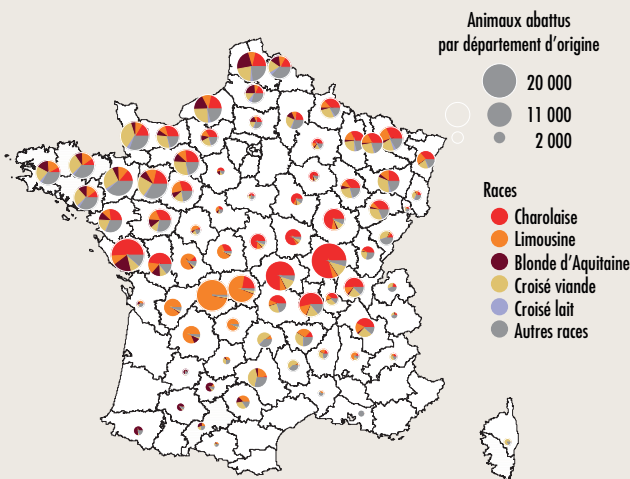 Animaux abattus
par département d'origine
20 000
11 000
2 000
Races
Charolaise
Limousine
Blonde d'Aquitaine
Croisé viande
Croisé lait
Autres races